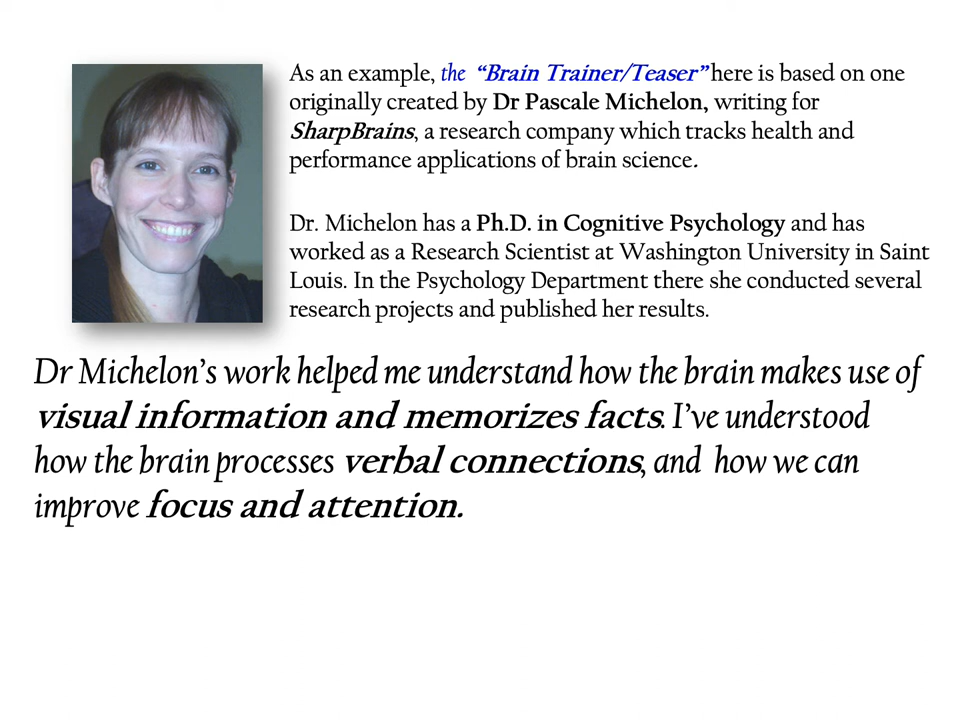 As an example, the “Brain Trainer/Teaser” here is based on one
originally created by Dr Pascale Michelon, writing for
SharpBrains, a research company which tracks health and
performance applications of brain science.
Dr. Michelon has a Ph.D. in Cognitive Psychology and has
worked as a Research Scientist at Washington University in Saint
Louis. In the Psychology Department there she conducted several
research projects and published her results.
Dr Michelon’s work helped me understand how the brain makes use of
visual information and memorizes facts. I’ve understood
how the brain processes verbal connections, and how we can
improve focus and attention.